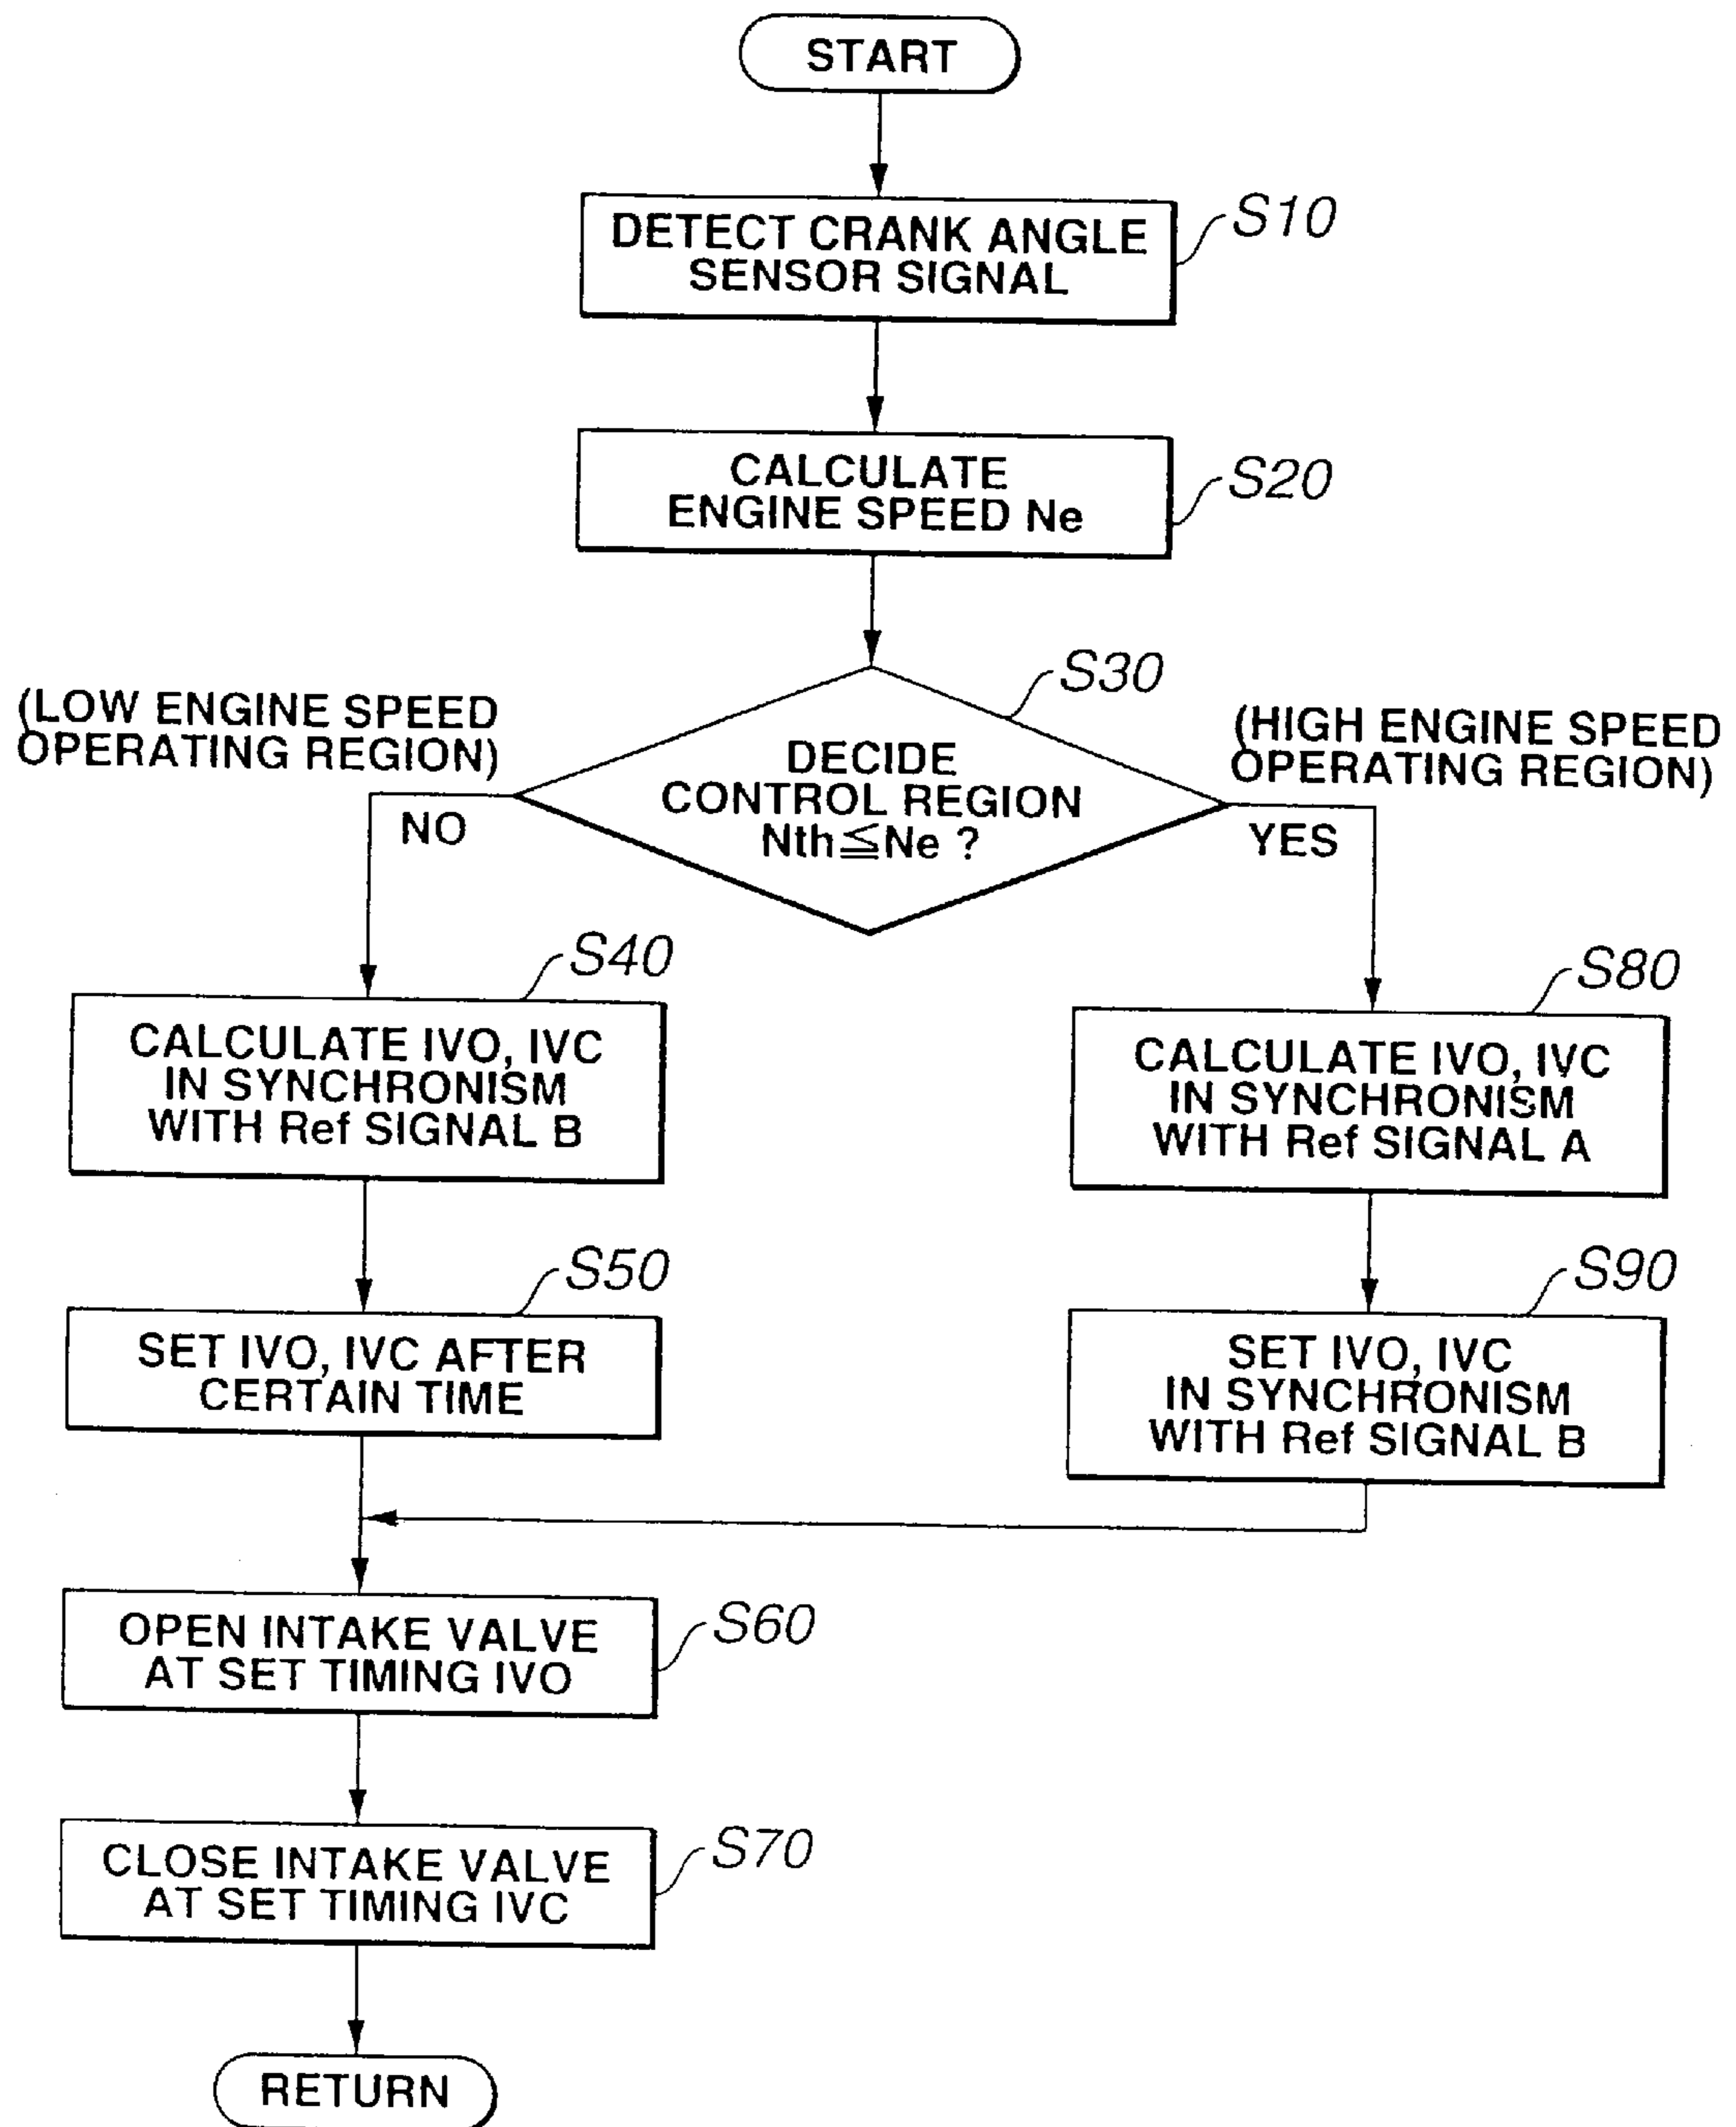 START
DETECT CRANK ANGLE
SENSOR SIGNAL
S10
CALCULATE
ENGINE SPEED Ne
S20
S30
(LOW ENGINE SPEED
OPERATING REGION)
DECIDE
CONTROL REGION
Nth≦Ne ?
(HIGH ENGINE SPEED
OPERATING REGION)
NO
YES
S40
CALCULATE IVO, IVC
IN SYNCHRONISM
WITH Ref SIGNAL B
S80
CALCULATE IVO, IVC
IN SYNCHRONISM
WITH Ref SIGNAL A
S50
SET IVO, IVC AFTER
CERTAIN TIME
S90
SET IVO, IVC
IN SYNCHRONISM
WITH Ref SIGNAL B
OPEN INTAKE VALVE
AT SET TIMING IVO
S60
CLOSE INTAKE VALVE
AT SET TIMING IVC
S70
RETURN